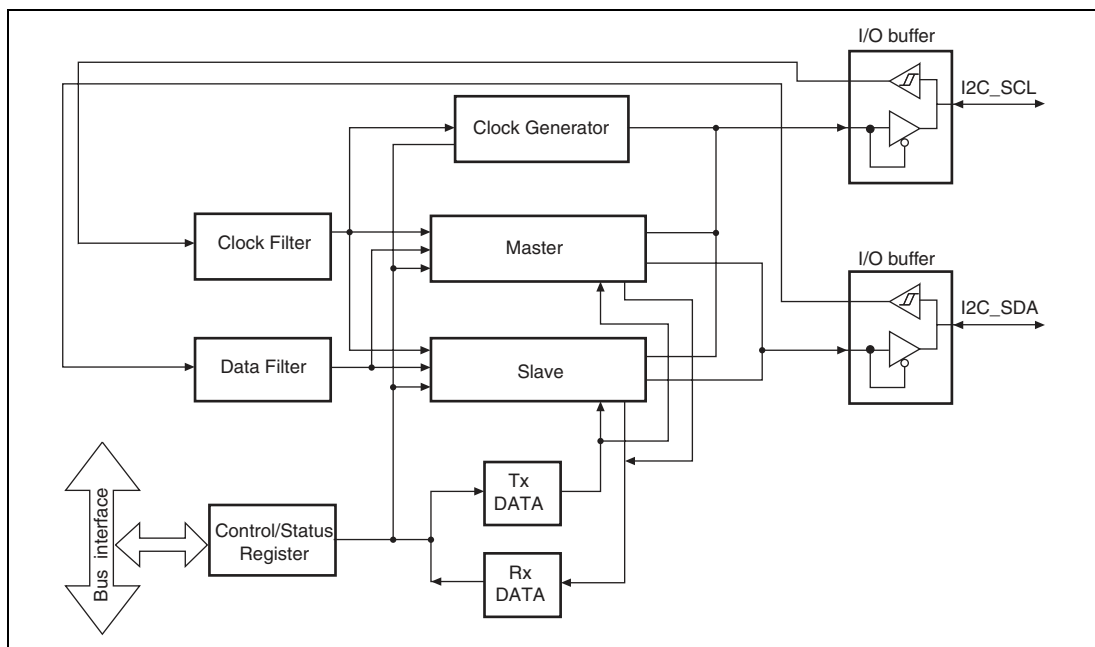 I/O buffer
I2C_SCL
Clock Generator
Clock Filter
Master
I/O buffer
I2C_SDA
Data Filter
Slave
Tx
DATA
Bus interface
Control/Status
Register
Rx
DATA